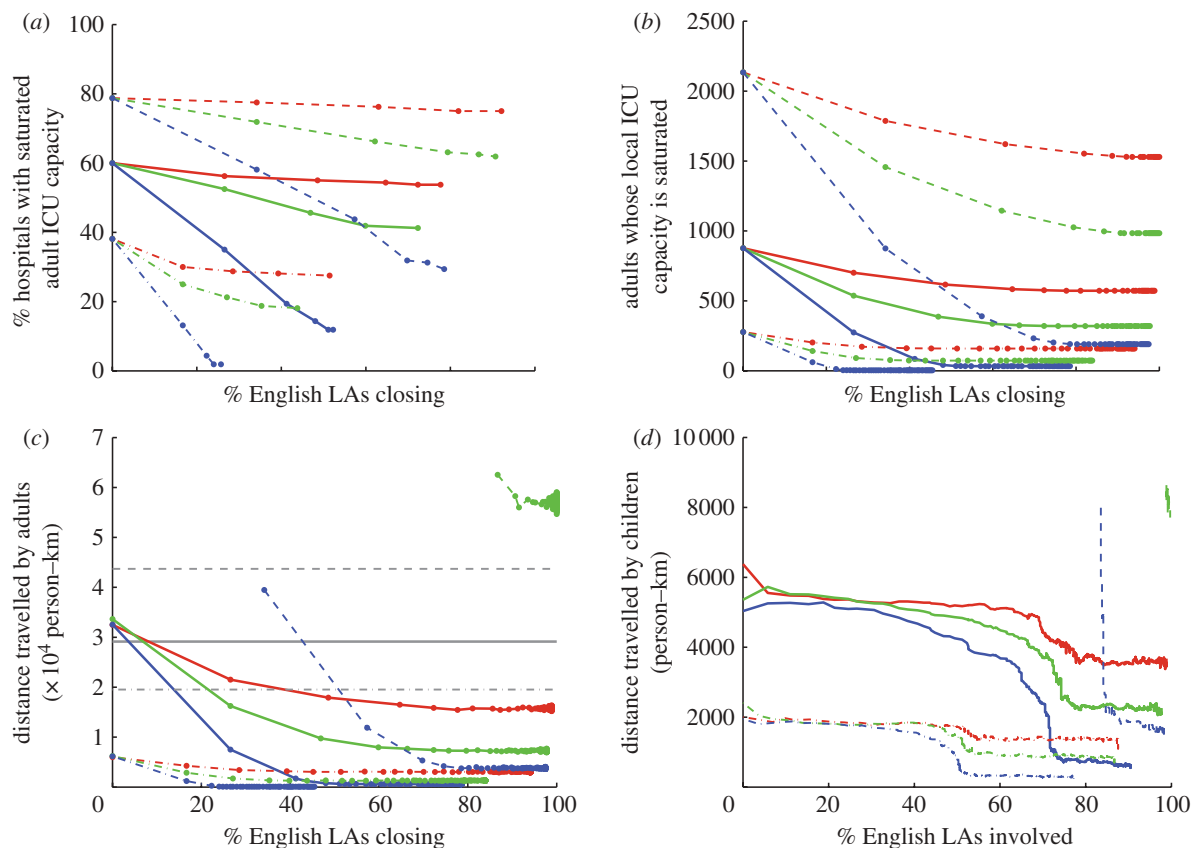 (a)
100
80
60
40
20
0
% hospitals with saturated
adult ICU capacity
% English LAs closing
(b)
2500
2000
1500
1000
500
0
adults whose local ICU
capacity is saturated
% English LAs closing
(c)
7
6
5
4
3
2
1
0
20
40
60
80
100
distance travelled by adults
(× 10⁴ person–km)
% English LAs closing
(d)
10 000
8000
6000
4000
2000
0
20
40
60
80
100
distance travelled by children
(person–km)
% English LAs involved